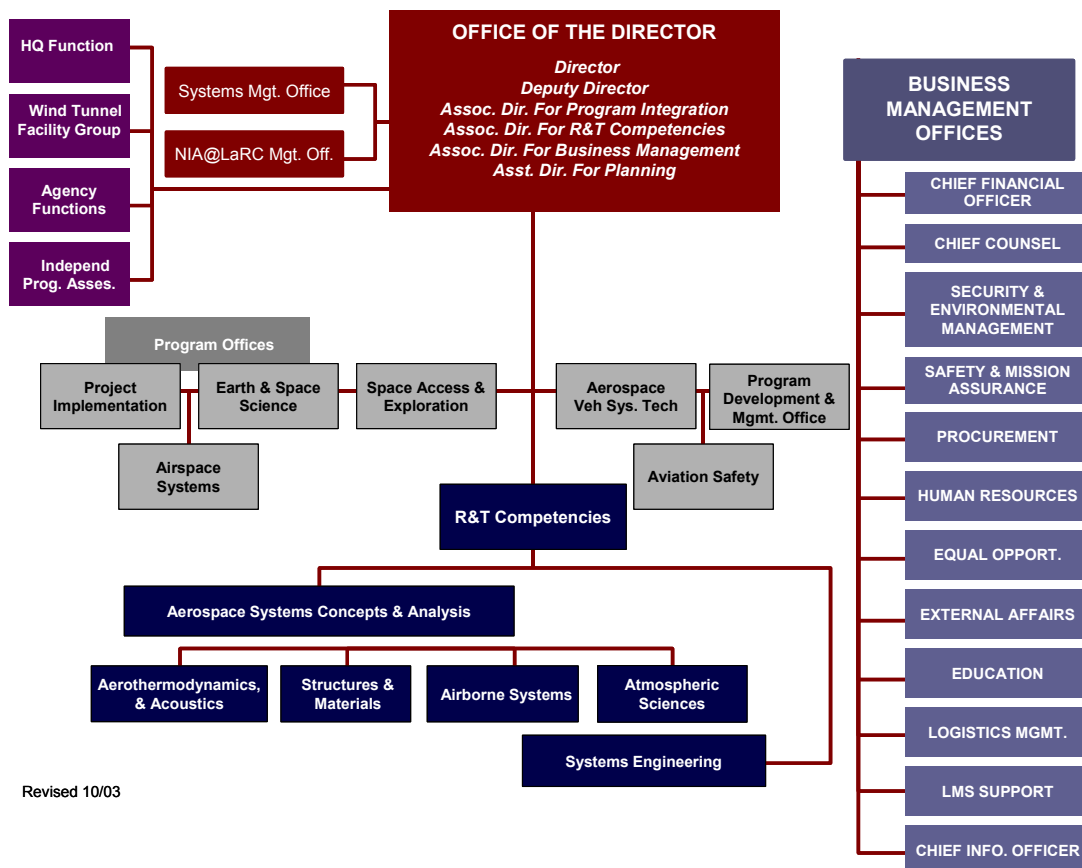 HQ Function
Wind Tunnel
Facility Group
Agency
Functions
Independ
Prog. Asses.
Systems Mgt. Office
NIA@LaRC Mgt. Off.
OFFICE OF THE DIRECTOR
Director
Deputy Director
Assoc. Dir. For Program Integration
Assoc. Dir. For R&T Competencies
Assoc. Dir. For Business Management
Asst. Dir. For Planning
BUSINESS
MANAGEMENT
OFFICES
CHIEF FINANCIAL
OFFICER
CHIEF COUNSEL
SECURITY &
ENVIRONMENTAL
MANAGEMENT
SAFETY & MISSION
ASSURANCE
PROCUREMENT
HUMAN RESOURCES
EQUAL OPPORT.
EXTERNAL AFFAIRS
EDUCATION
LOGISTICS MGMT.
LMS SUPPORT
CHIEF INFO. OFFICER
Program Offices
Project
Implementation
Earth & Space
Science
Space Access &
Exploration
Aerospace
Veh Sys. Tech
Program
Development &
Mgmt. Office
Airspace
Systems
Aviation Safety
R&T Competencies
Aerospace Systems Concepts & Analysis
Aerothermodynamics,
& Acoustics
Structures &
Materials
Airborne Systems
Atmospheric
Sciences
Systems Engineering
Revised 10/03